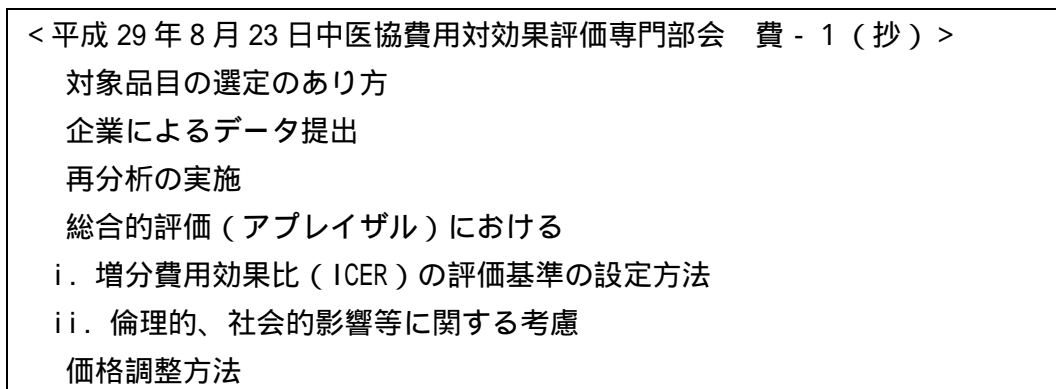 <平成 29 年 8 月 23 日中医協費用対効果評価専門部会　費 - 1 ( 抄 ) >
対象品目の選定のあり方
企業によるデータ提出
再分析の実施
総合的評価 ( アプレイザル ) における
i. 増分費用効果比 ( ICER ) の評価基準の設定方法
ii. 倫理的、社会的影響等に関する考慮
価格調整方法